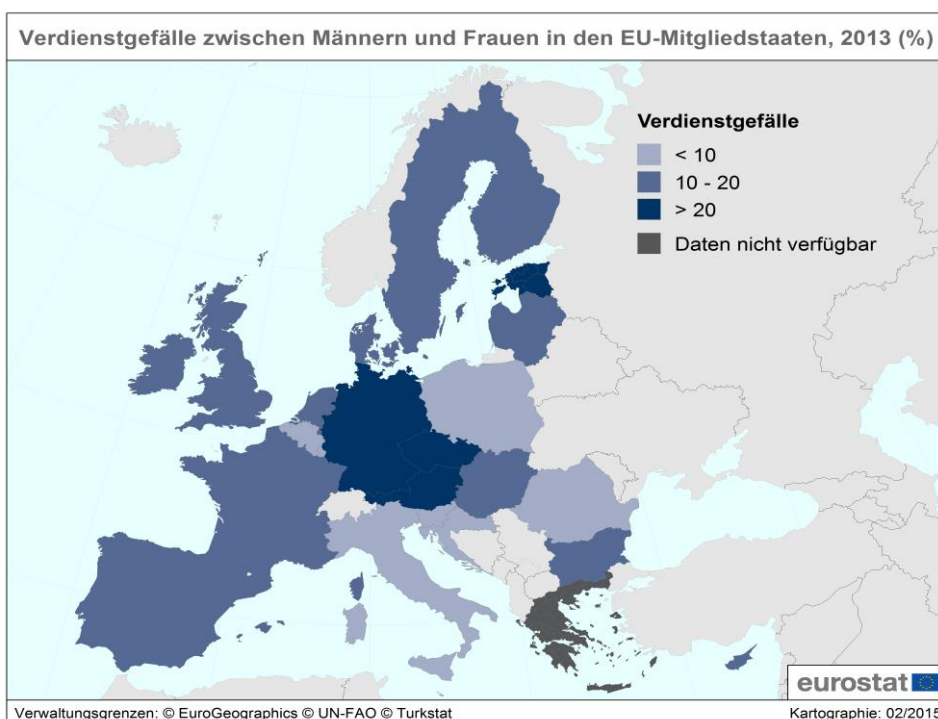 Verdienstgefälle zwischen Männern und Frauen in den EU-Mitgliedstaaten, 2013 (%)
Verdienstgefälle
< 10
10 - 20
> 20
Daten nicht verfügbar
eurostat
Verwaltungsgrenzen: © EuroGeographics © UN-FAO © Turkstat
Kartographie: 02/2015